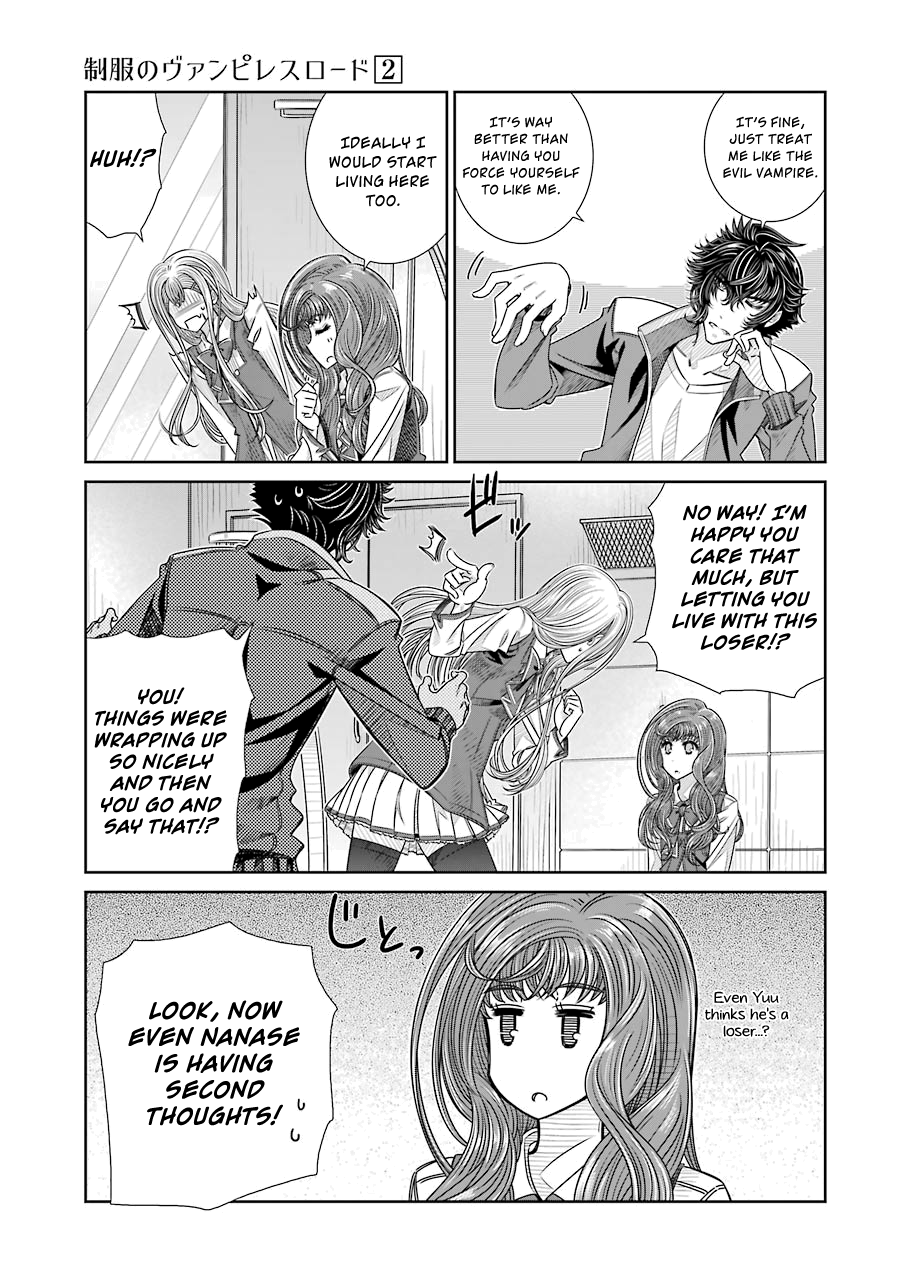 制服のヴァンピレスロード 2
IT'S FINE,
JUST TREAT
ME LIKE THE
EVIL VAMPIRE.
IT'S WAY
BETTER THAN
HAVING YOU
FORCE YOURSELF
TO LIKE ME.
IDEALLY I
WOULD START
LIVING HERE
TOO.
HUH!?
NO WAY! I'M
HAPPY YOU
CARE THAT
MUCH, BUT
LETTING YOU
LIVE WITH THIS
LOSER!?
ビシ
YOU!
THINGS WERE
WRAPPING UP
SO NICELY
AND THEN
YOU GO AND
SAY THAT!?
Even Yuu
thinks he's a
loser...?
じとっ
LOOK, NOW
EVEN NANASE
IS HAVING
SECOND
THOUGHTS!